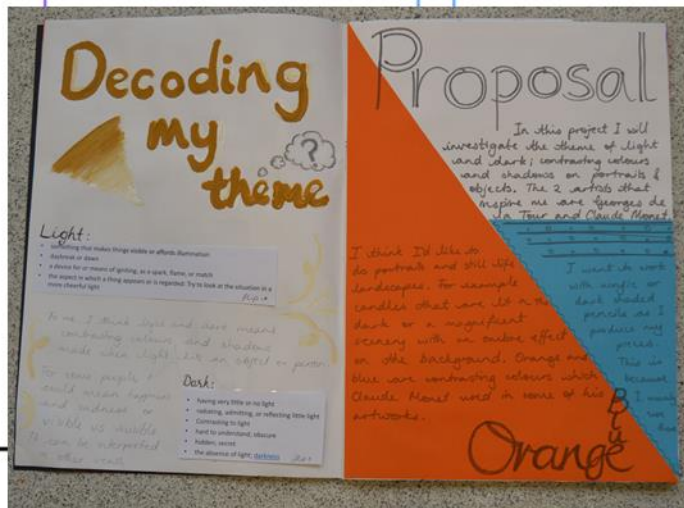 Decoding
my
theme
?
Light:
• something that makes things visible or affords illumination
• daybreak or dawn
• a device for or means of igniting, as a spark, flame, or match
• the aspect in which a thing appears or is regarded: Try to look at the situation in a
more cheerful light
flip
To me, I think light and dark means
contrasting colours and shadows
made when light hits an object or person.
For some people it
could mean happiness
and sadness or
visible vs
It can be interpreted
in other
Dark:
• having very little or no light
• radiating, admitting, or reflecting little light
• Contrasting to light
• hard to understand; obscure
• hidden; secret
• the absence of light; darkness
Proposal
In this project I will
investigate the theme of light
and dark; contrasting colours
and shadows on portraits &
objects. The 2 artists that
inspire me are Georges de
la Tour and Claude Monet
I think I'd like to
do portraits and still life
landscapes. For example
candles that are lit in the
dark or a magnificent
scenery with an ombre effect
on the background. Orange and
blue are contrasting colours which
Claude Monet used in some of his
artworks.
I want to work
with acrylic or
dark shaded
pencils as I
produce my
piece.
This is
because
I
Blue
Orange